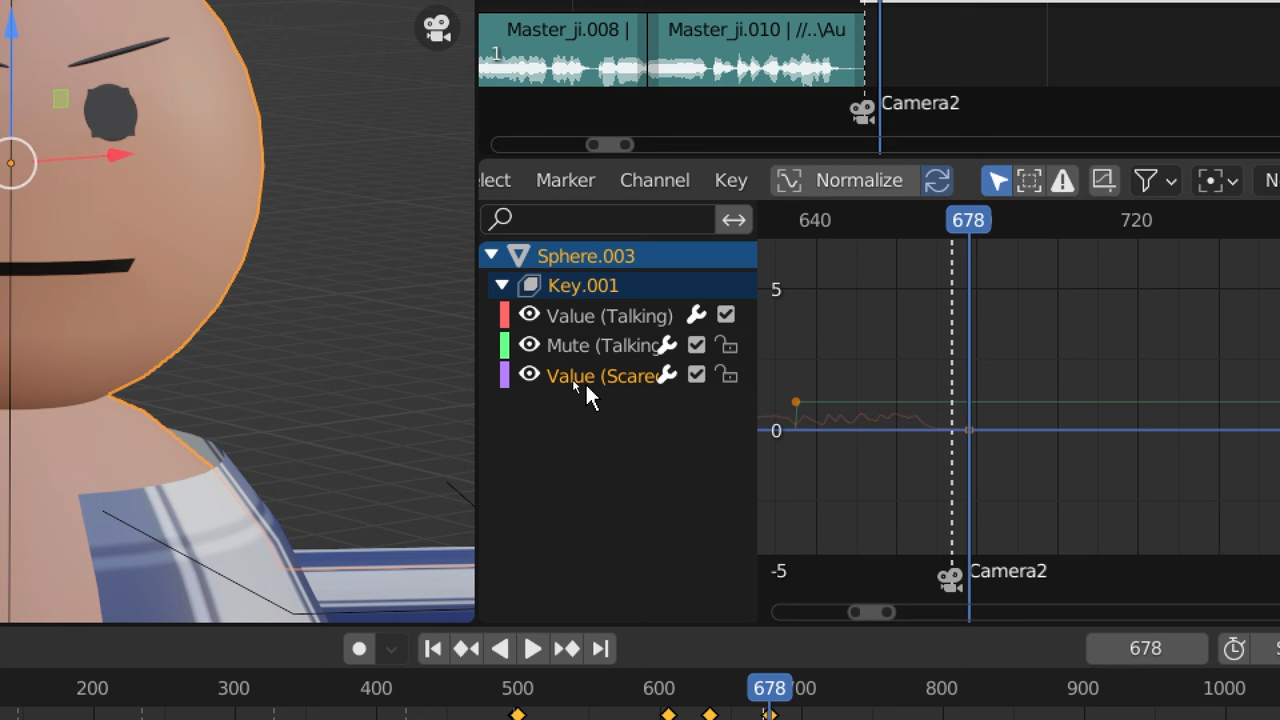 Master_ji.008 |
Master_ji.010 | //..\Au
1
Camera2
lect Marker Channel Key Normalize N
640 678 720
Sphere.003
Key.001
Value (Talking)
Mute (Talking
Value (Scared
5
0
-5
Camera2
678
200 300 400 500 600 678 700 800 900 1000